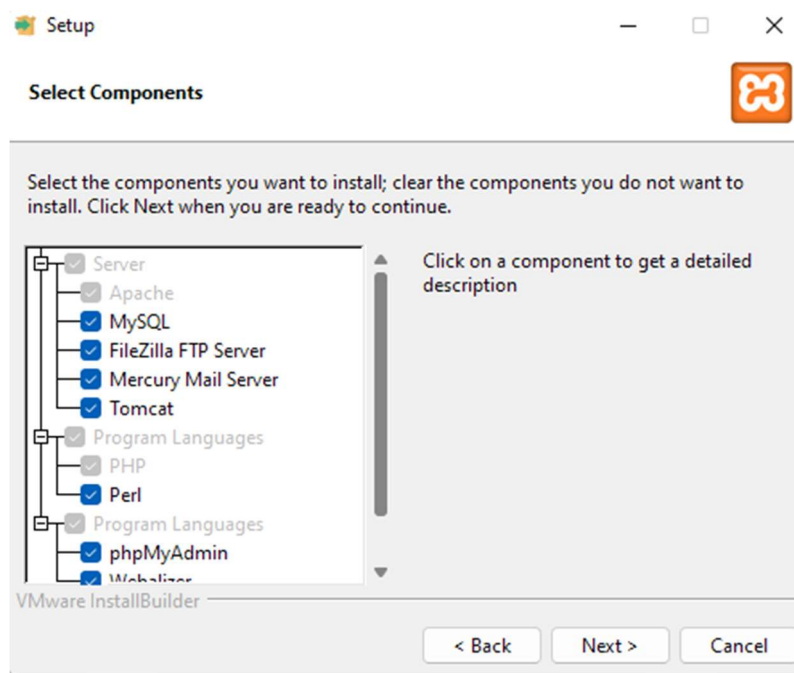 Setup
Select Components
Select the components you want to install; clear the components you do not want to
install. Click Next when you are ready to continue.
Server
Apache
MySQL
FileZilla FTP Server
Mercury Mail Server
Tomcat
Program Languages
PHP
Perl
Program Languages
phpMyAdmin
Webalizer
Click on a component to get a detailed
description
VMware InstallBuilder
< Back
Next >
Cancel